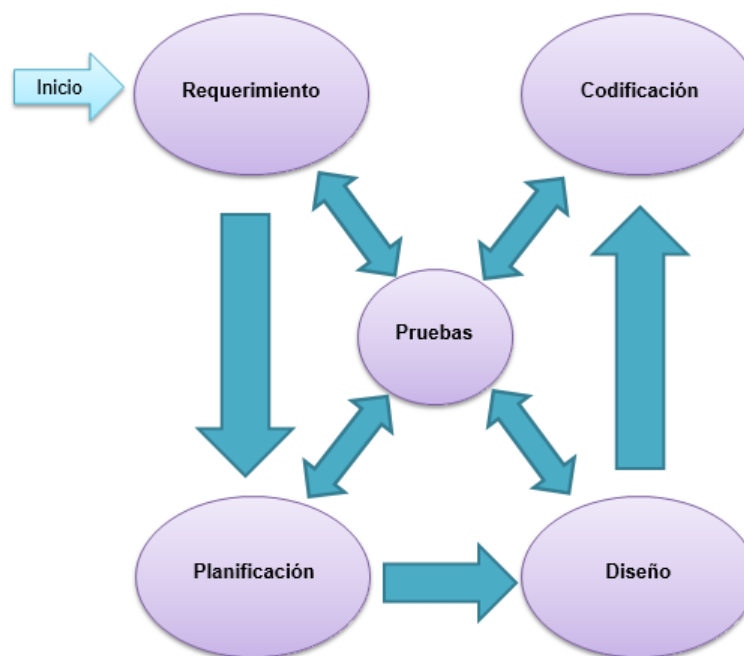 Inicio
Requerimiento
Codificación
Pruebas
Planificación
Diseño